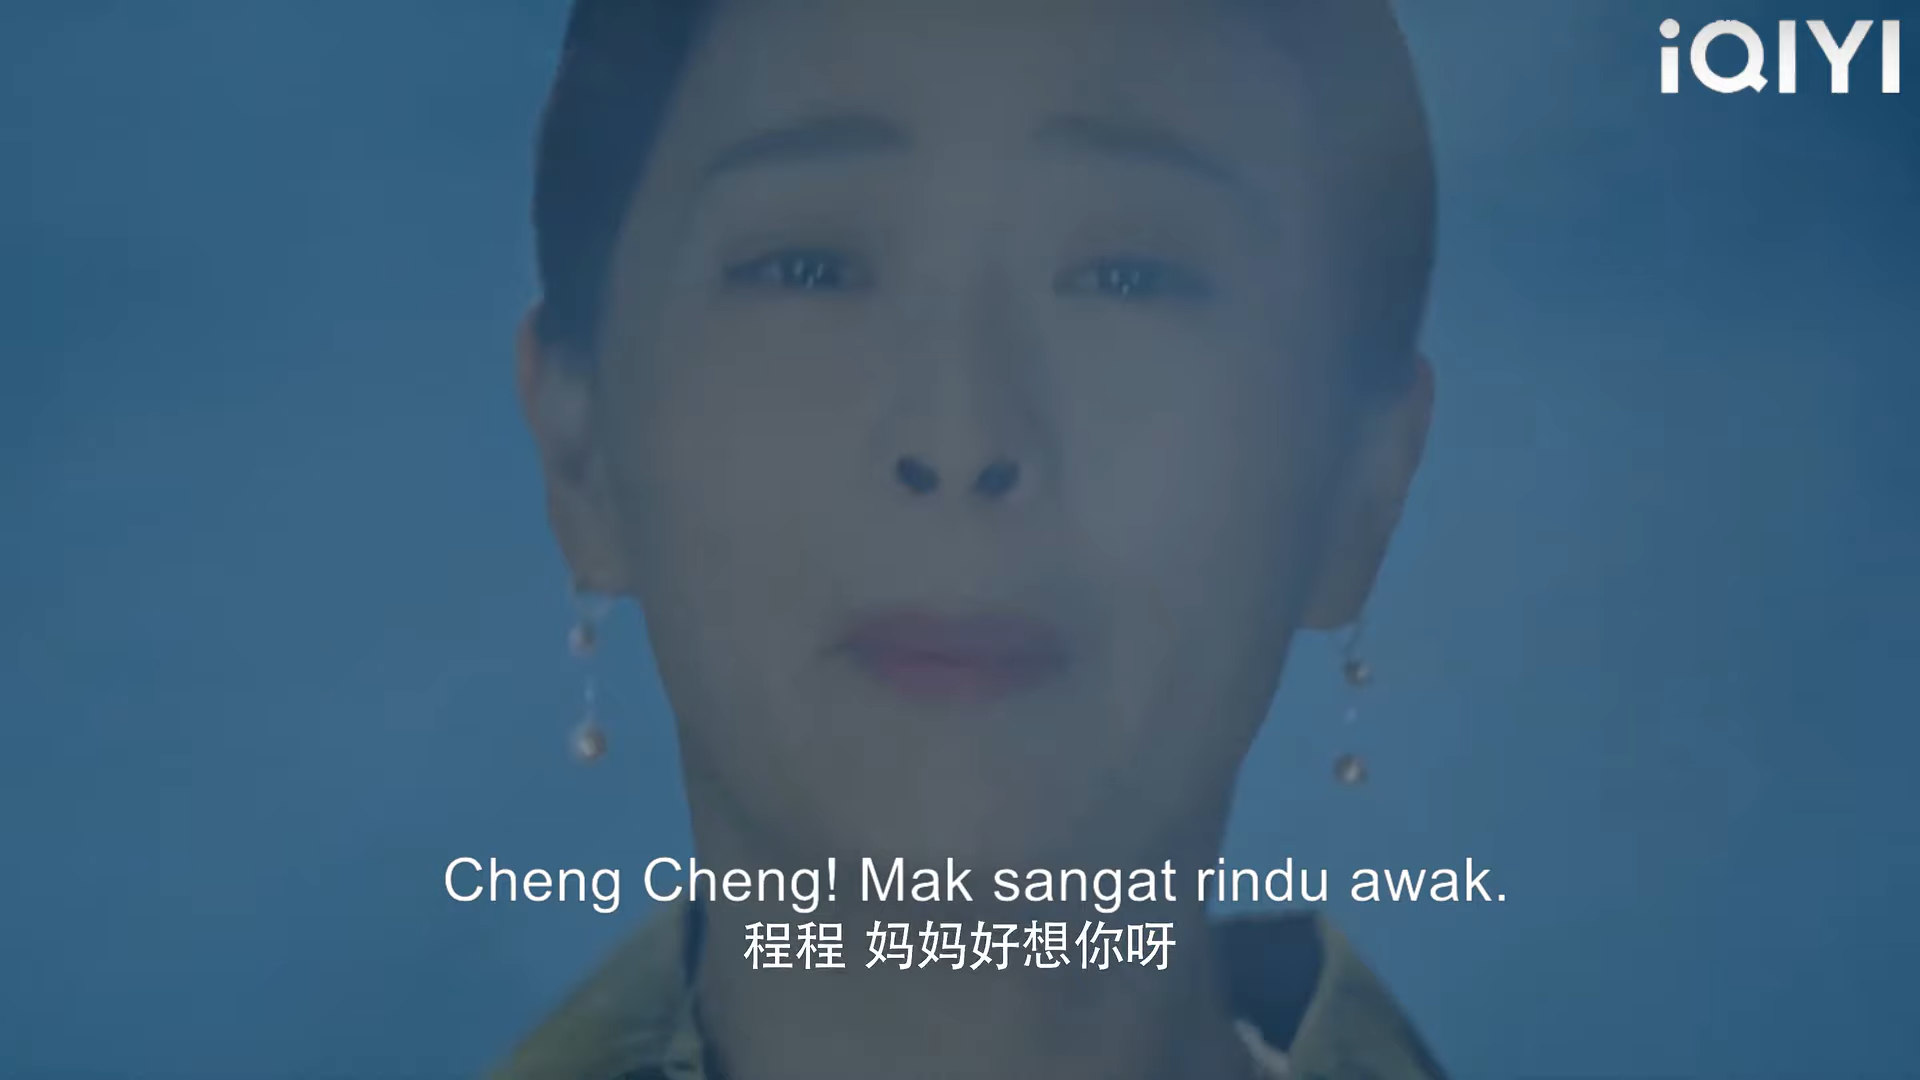 iQIYI
Cheng Cheng! Mak sangat rindu awak.
程程 妈妈好想你呀